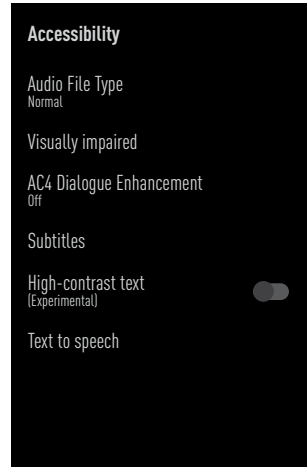 Accessibility
Audio File Type
Normal
Visually impaired
AC4 Dialogue Enhancement
Off
Subtitles
High-contrast text
(Experimental)
Text to speech